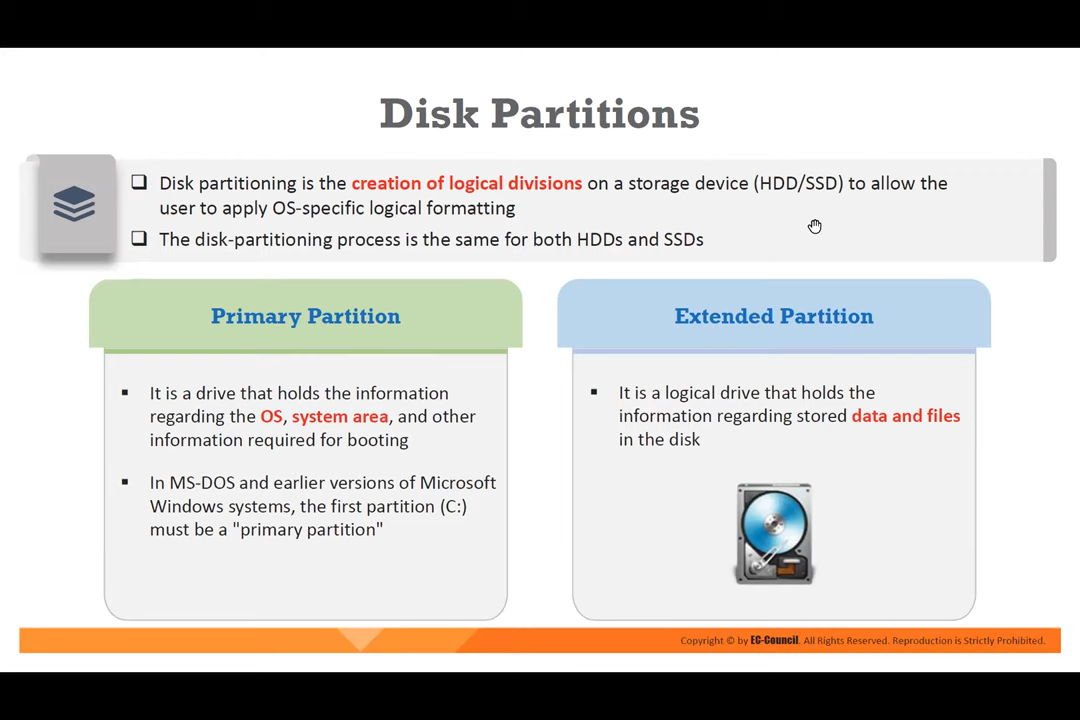 Disk Partitions
Disk partitioning is the creation of logical divisions on a storage device (HDD/SSD) to allow the
user to apply OS-specific logical formatting
The disk-partitioning process is the same for both HDDs and SSDs
Primary Partition
It is a drive that holds the information
regarding the OS, system area, and other
information required for booting
In MS-DOS and earlier versions of Microsoft
Windows systems, the first partition (C:)
must be a "primary partition"
Extended Partition
It is a logical drive that holds the
information regarding stored data and files
in the disk
Copyright © by EC-Council. All Rights Reserved. Reproduction is Strictly Prohibited.